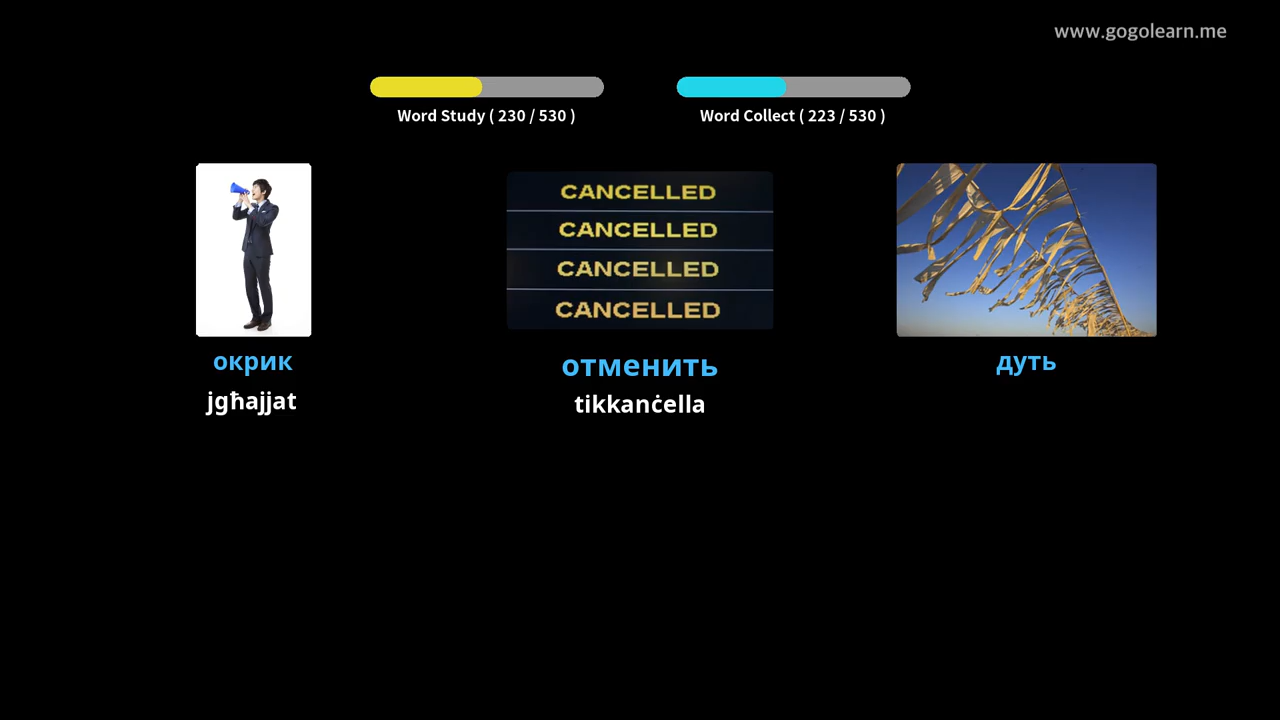 www.gogolearn.me
Word Study ( 230 / 530 )
Word Collect ( 223 / 530 )
CANCELLED
CANCELLED
CANCELLED
CANCELLED
окрик
отменить
дуть
jgħajjat
tikkanċella